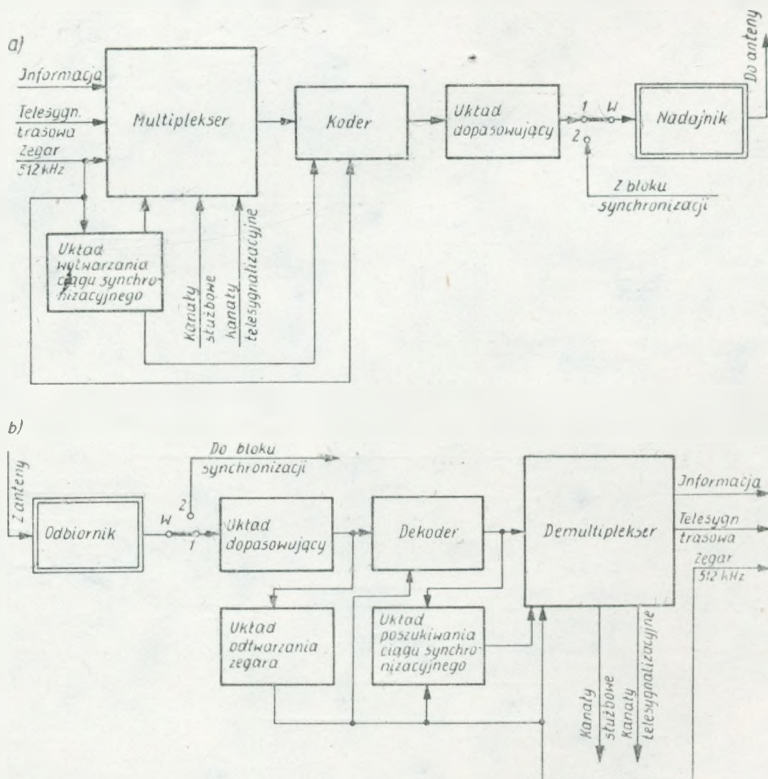 a)
Informacja
Telesygn.
trasowa
Zegar
512 kHz
Multiplekser
Koder
Układ
dopasowujący
1
W
2
Nadajnik
Do anteny
Z bloku
synchronizacji
Układ
wytwarzania
ciągu synchro-
nizacyjnego
Kanały
służbowe
Kanały
telesygnalizacyjne
b)
Z anteny
Odbiornik
W
2
1
Do bloku
synchronizacji
Układ
dopasowujący
Dekoder
Demultiplekser
Informacja
Telesygn
trasowa
Zegar
512 kHz
Układ
odtwarzania
zegara
Układ
poszukiwania
ciągu synchro-
nizacyjnego
Kanały
służbowe
Kanały
telesygnalizacyjne